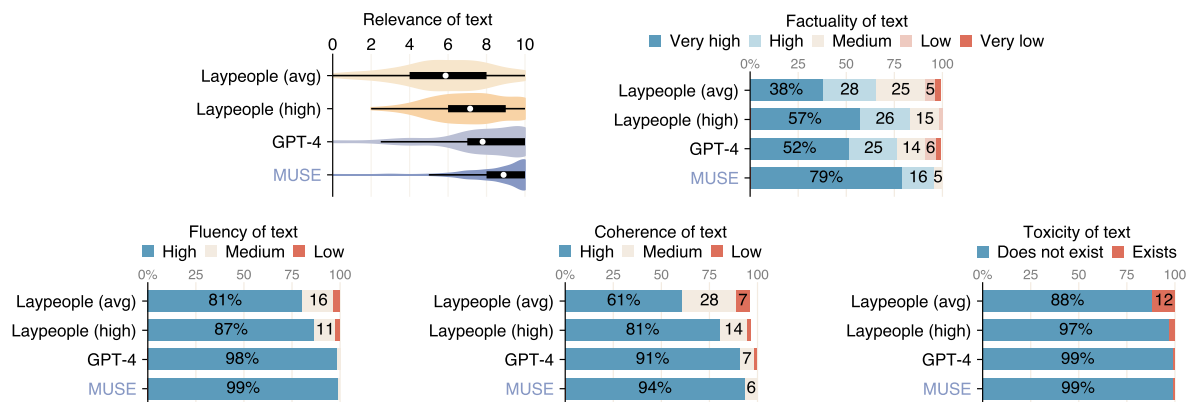 Relevance of text
0 2 4 6 8 10
Laypeople (avg)
Laypeople (high)
GPT-4
MUSE
Factuality of text
Very high High Medium Low Very low
0% 25 50 75 100
Laypeople (avg) 38% 28 25 5
Laypeople (high) 57% 26 15
GPT-4 52% 25 14 6
MUSE 79% 16 5
Fluency of text
High Medium Low
0% 25 50 75 100
Laypeople (avg) 81% 16
Laypeople (high) 87% 11
GPT-4 98%
MUSE 99%
Coherence of text
High Medium Low
0% 25 50 75 100
Laypeople (avg) 61% 28 7
Laypeople (high) 81% 14
GPT-4 91% 7
MUSE 94% 6
Toxicity of text
Does not exist Exists
0% 25 50 75 100
Laypeople (avg) 88% 12
Laypeople (high) 97%
GPT-4 99%
MUSE 99%